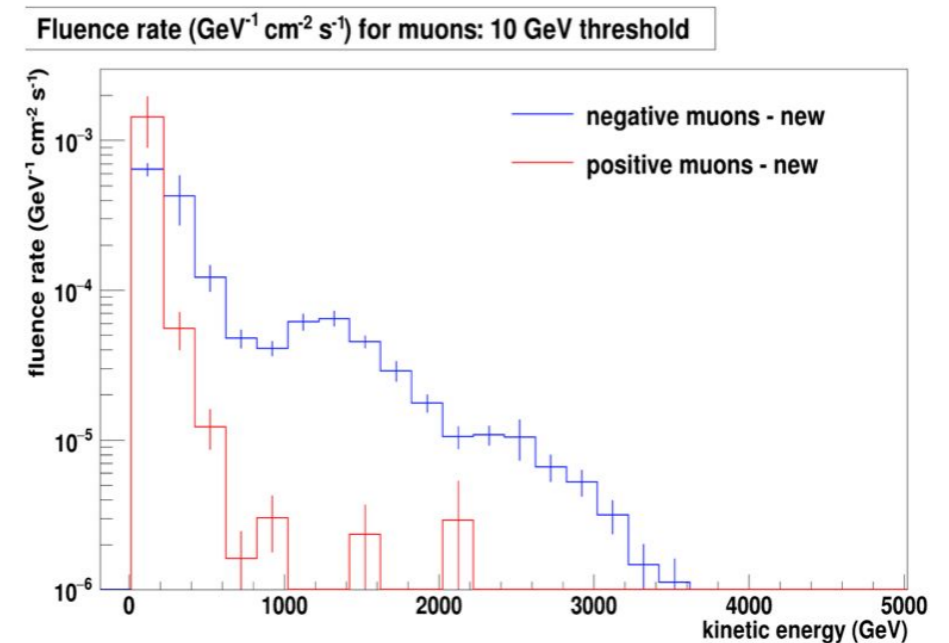 Fluence rate (GeV⁻¹ cm⁻² s⁻¹) for muons: 10 GeV threshold
fluence rate (GeV⁻¹ cm⁻² s⁻¹)
negative muons - new
positive muons - new
10⁻³
10⁻⁴
10⁻⁵
10⁻⁶
0 1000 2000 3000 4000 5000
kinetic energy (GeV)